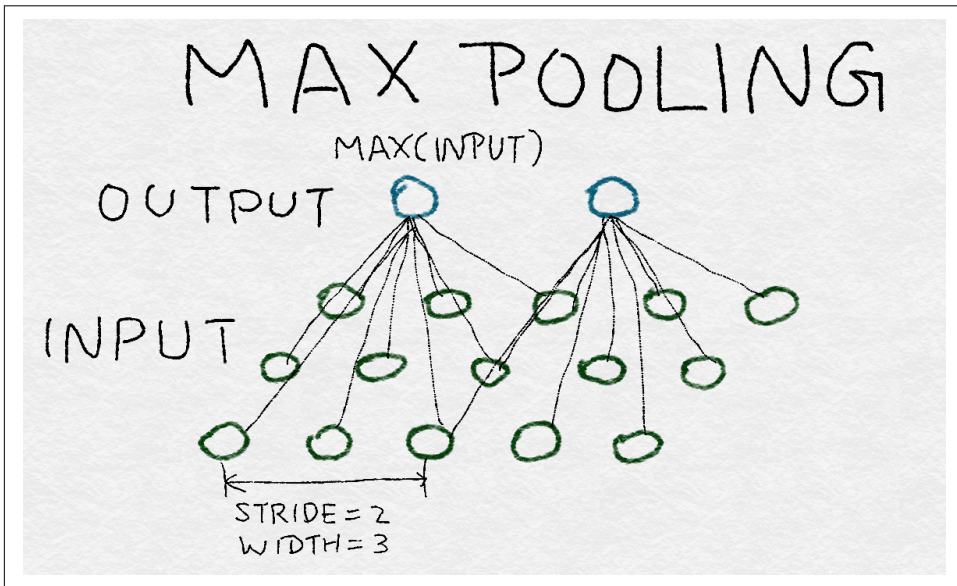 MAX POOLING
MAX(INPUT)
OUTPUT
INPUT
STRIDE = 2
WIDTH = 3